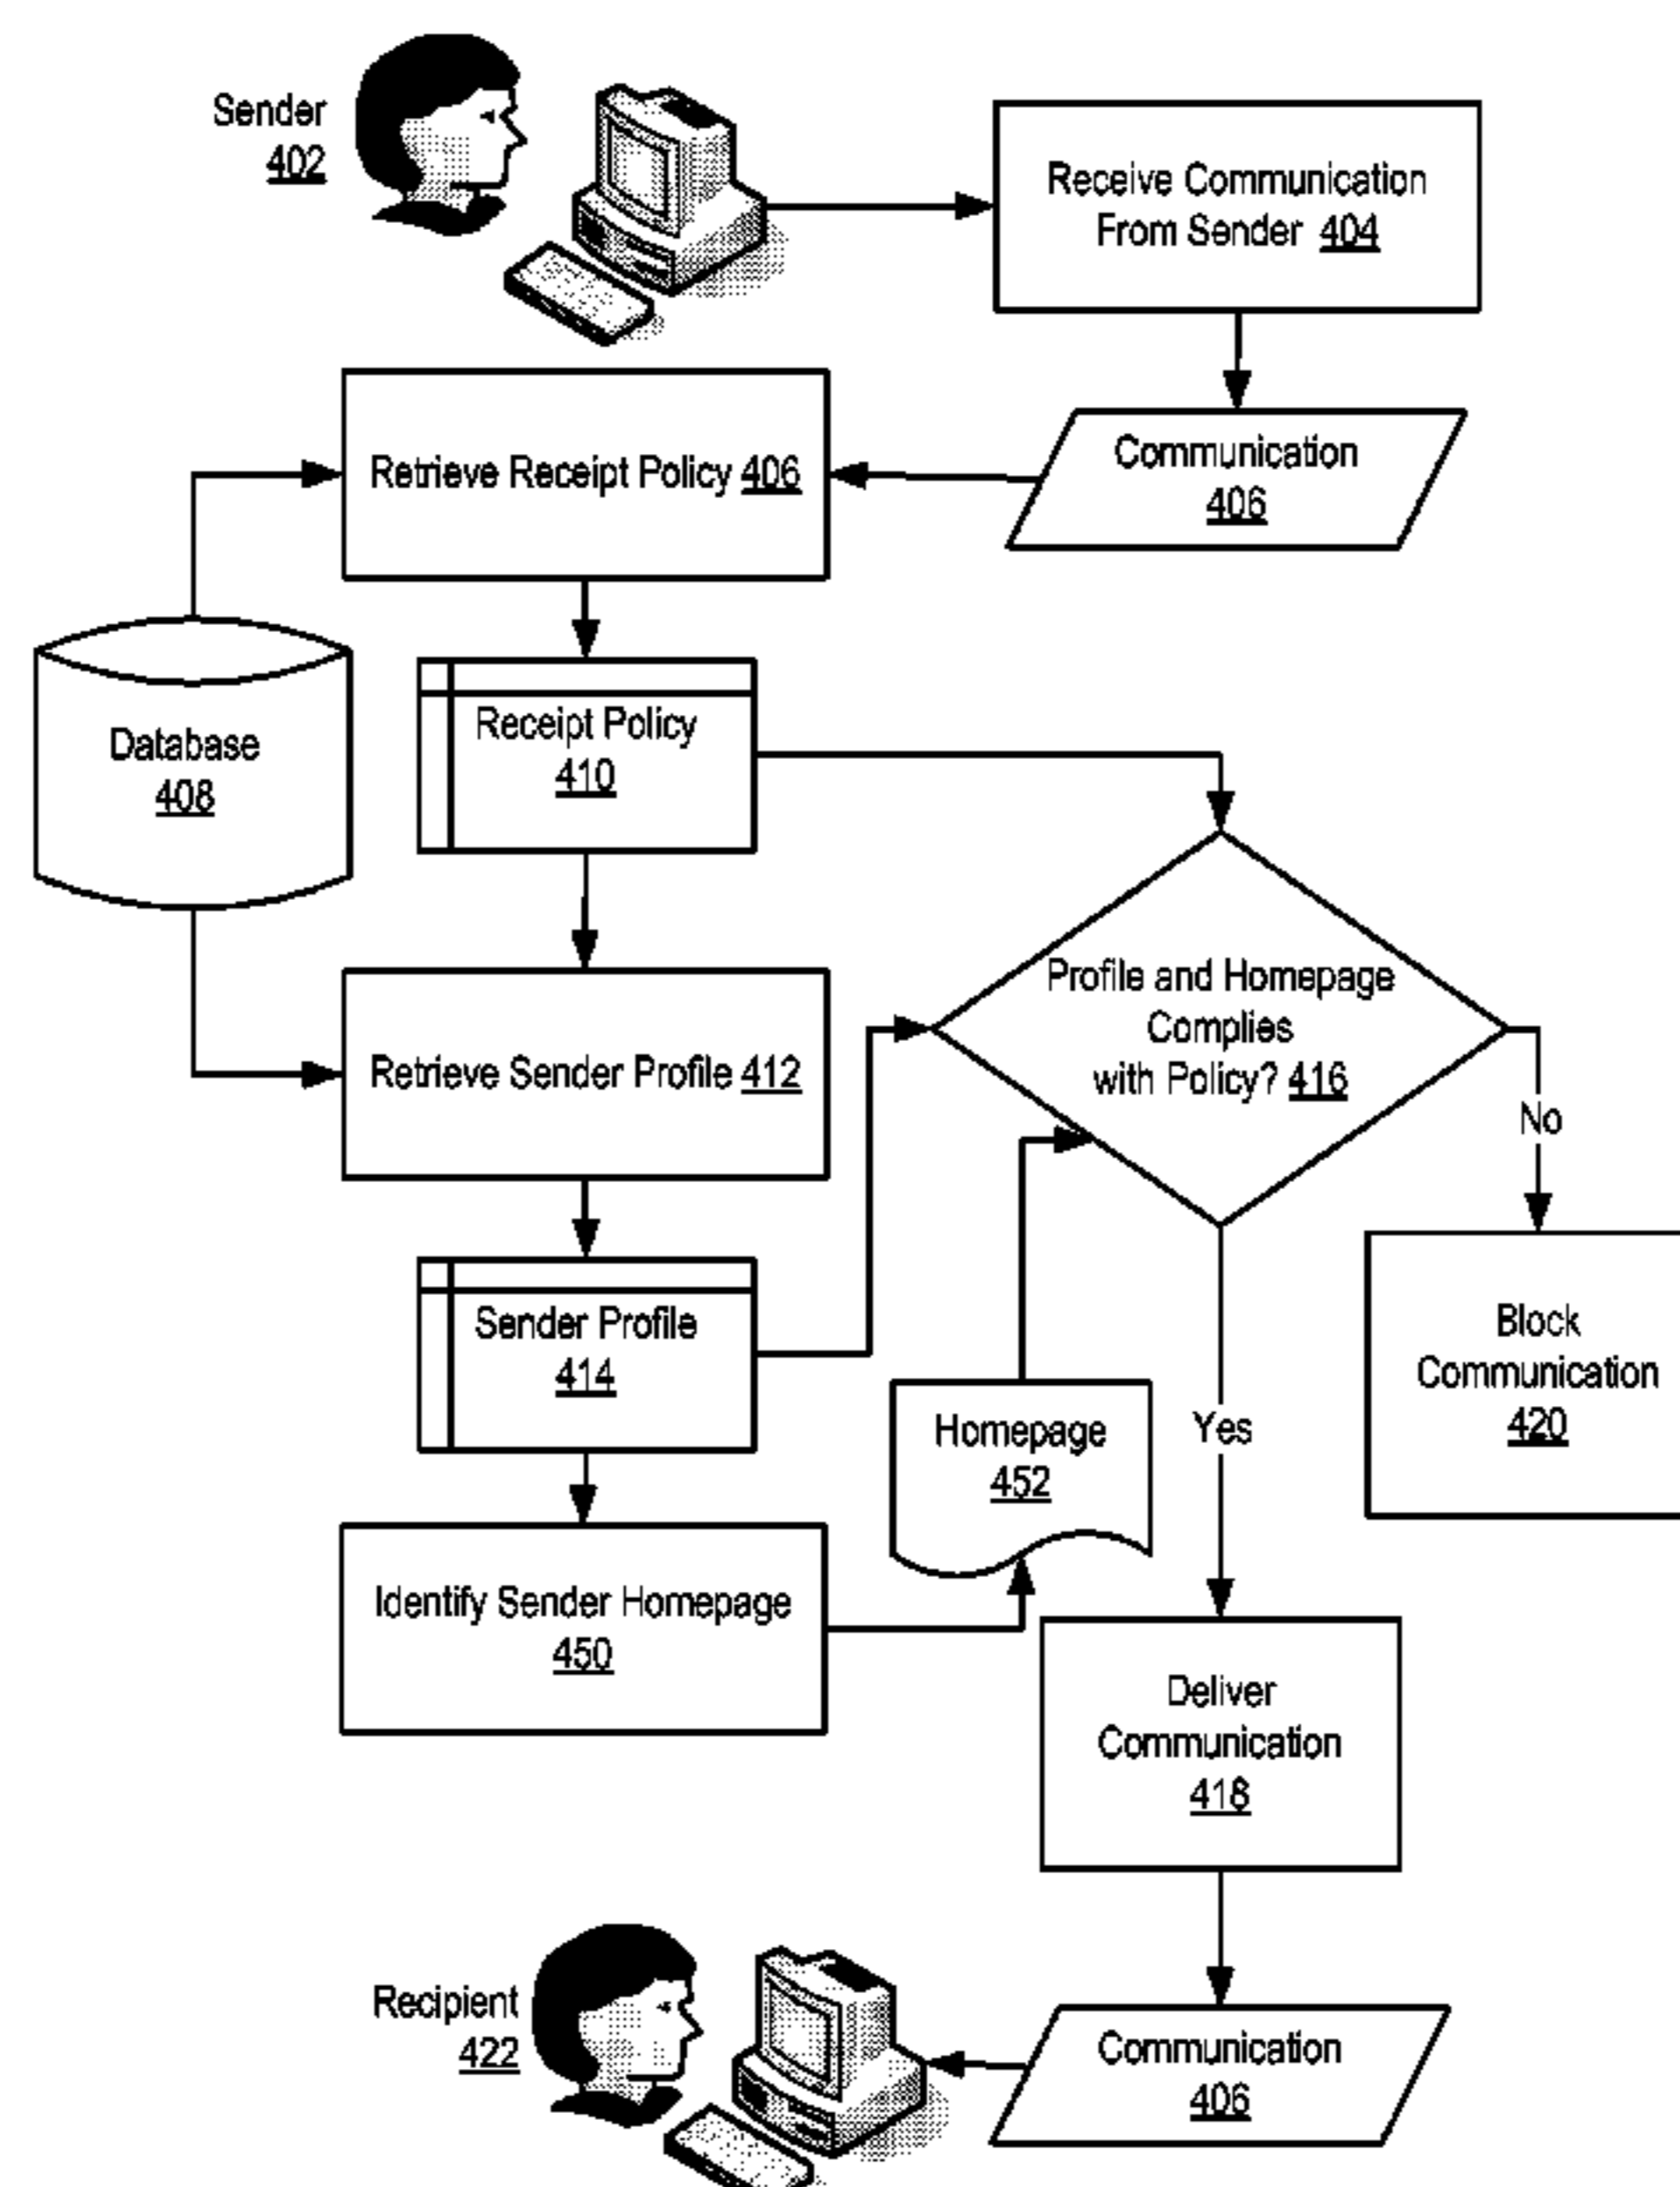 Sender
402
Receive Communication
From Sender 404
Retrieve Receipt Policy 406
Communication
406
Database
408
Receipt Policy
410
Profile and Homepage
Complies
with Policy? 416
Retrieve Sender Profile 412
No
Sender Profile
414
Block
Communication
420
Homepage
452
Yes
Identify Sender Homepage
450
Deliver
Communication
418
Recipient
422
Communication
406